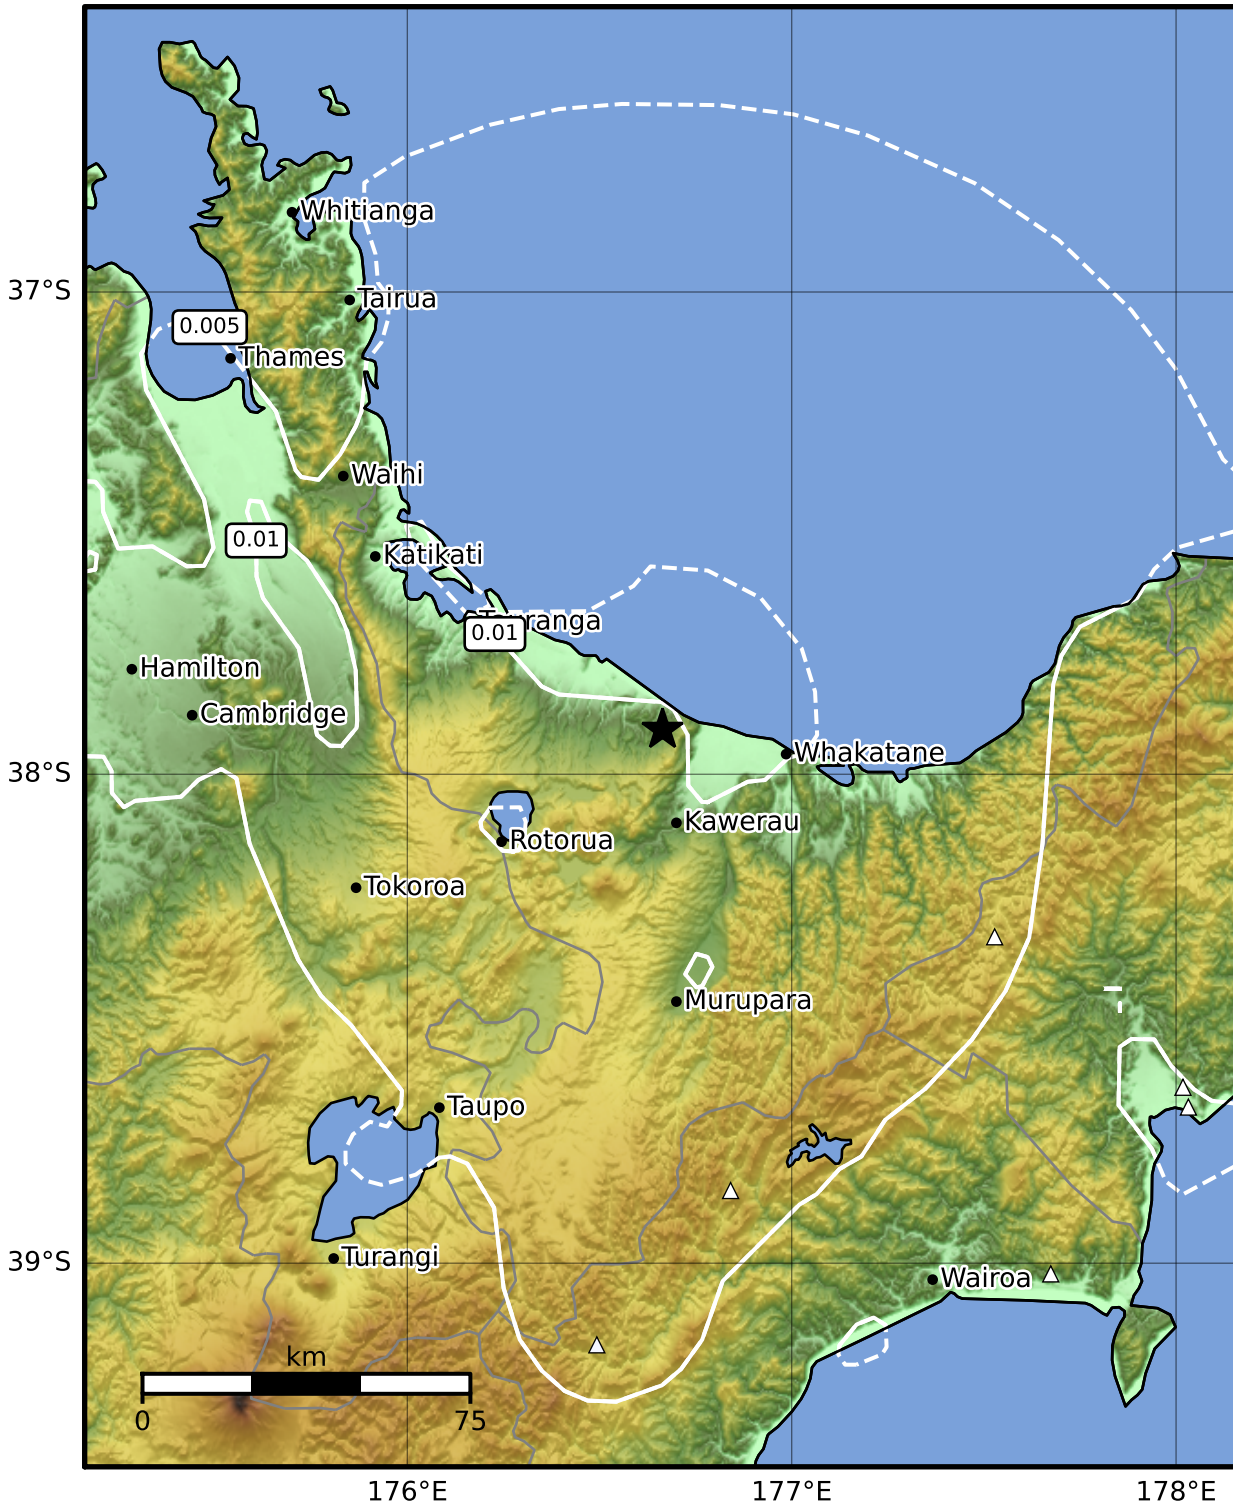 Whitianga
37°S
Tairua
0.005
Thames
Waihi
0.01
Katikati
Tauranga
0.01
Hamilton
Cambridge
Whakatane
38°S
Kawerau
Rotorua
Tokoroa
Murupara
Taupo
39°S
Turangi
Wairoa
km
0
75
176°E
177°E
178°E